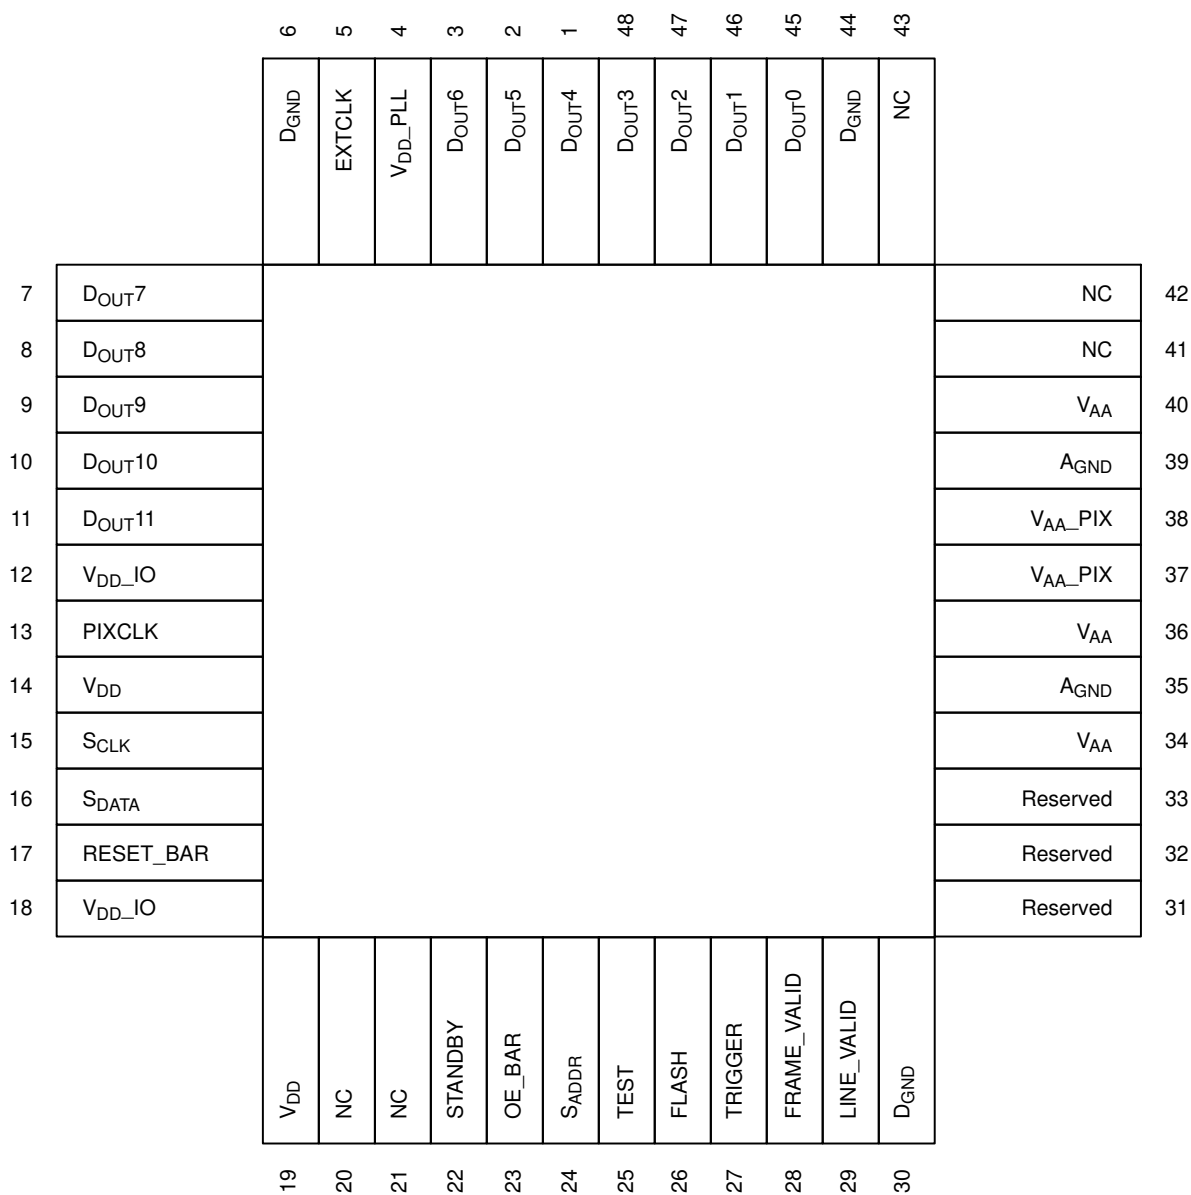 6 5 4 3 2 1 48 47 46 45 44 43
DGND
EXTCLK
VDD_PLL
DOUT6
DOUT5
DOUT4
DOUT3
DOUT2
DOUT1
DOUT0
DGND
NC
7 DOUT7
8 DOUT8
9 DOUT9
10 DOUT10
11 DOUT11
12 VDD_IO
13 PIXCLK
14 VDD
15 SCLK
16 SDATA
17 RESET_BAR
18 VDD_IO
NC 42
NC 41
VAA 40
AGND 39
VAA_PIX 38
VAA_PIX 37
VAA 36
AGND 35
VAA 34
Reserved 33
Reserved 32
Reserved 31
VDD
NC
NC
STANDBY
OE_BAR
SADDR
TEST
FLASH
TRIGGER
FRAME_VALID
LINE_VALID
DGND
19 20 21 22 23 24 25 26 27 28 29 30